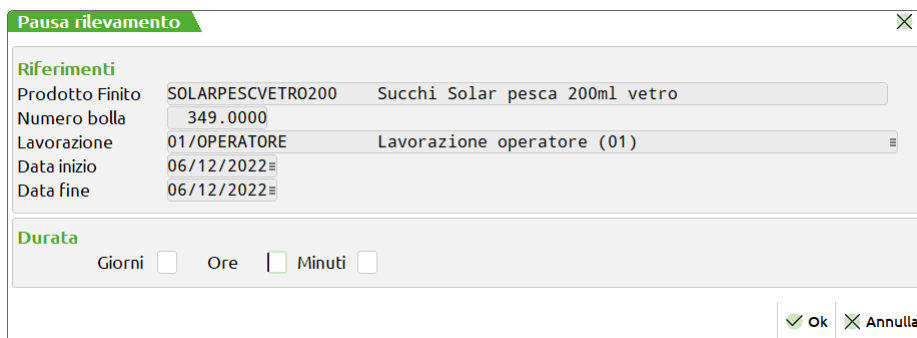 Pausa rilevamento
Riferimenti
Prodotto Finito SOLARPESCVETRO200 Succhi Solar pesca 200ml vetro
Numero bolla 349.0000
Lavorazione 01/OPERATORE Lavorazione operatore (01)
Data inizio 06/12/2022
Data fine 06/12/2022
Durata
Giorni Ore Minuti
Ok Annulla